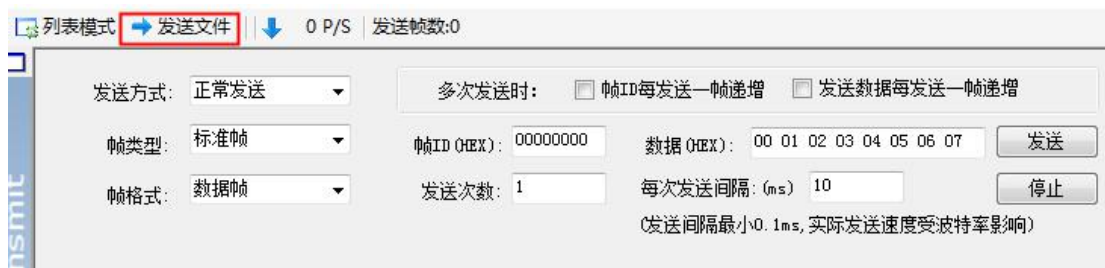 列表模式 发送文件 0 P/S 发送帧数:0
发送方式: 正常发送 多次发送时: 帧ID每发送一帧递增 发送数据每发送一帧递增
帧类型: 标准帧 帧ID(HEX): 00000000 数据(HEX): 00 01 02 03 04 05 06 07 发送
帧格式: 数据帧 发送次数: 1 每次发送间隔:(ms) 10 停止
(发送间隔最小0.1ms,实际发送速度受波特率影响)